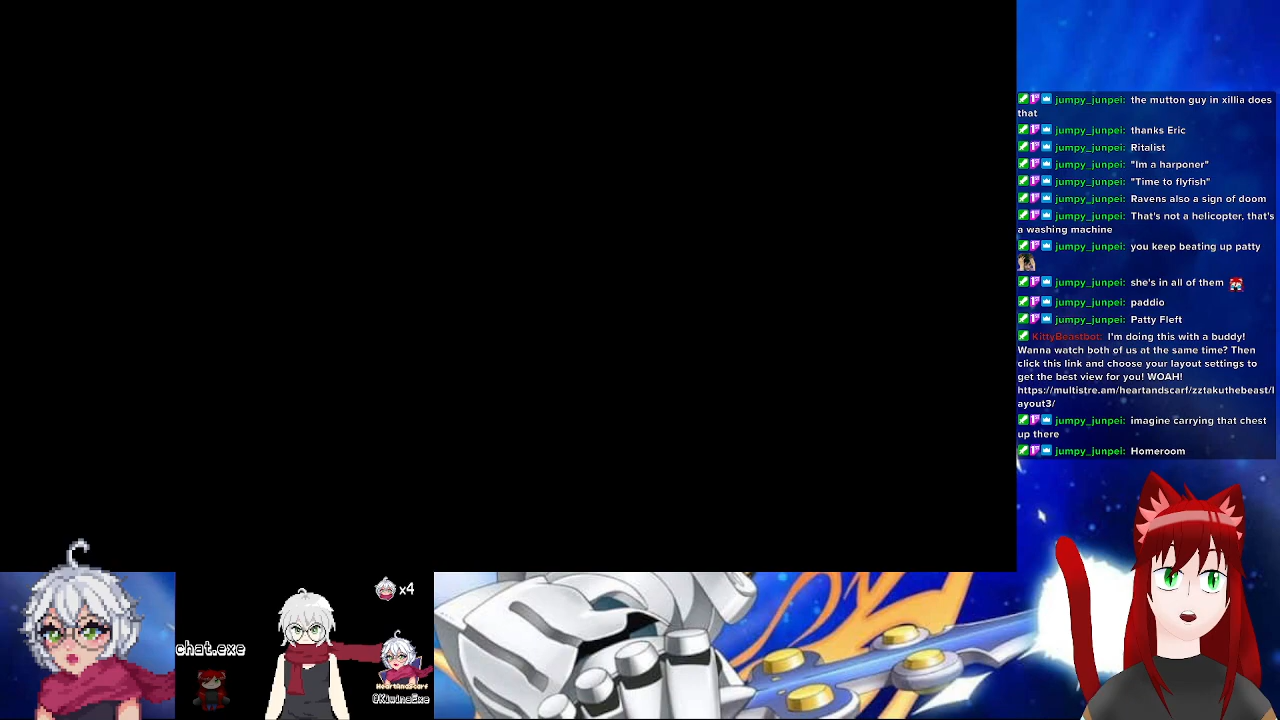 jumpy_junpei: the mutton guy in xillia does
that
jumpy_junpei: thanks Eric
jumpy_junpei: Ritalist
jumpy_junpei: "Im a harponer"
jumpy_junpei: "Time to flyfish"
jumpy_junpei: Ravens also a sign of doom
jumpy_junpei: That's not a helicopter, that's
a washing machine
jumpy_junpei: you keep beating up patty
jumpy_junpei: she's in all of them
jumpy_junpei: paddio
jumpy_junpei: Patty Fleft
KittyBeastbot: I'm doing this with a buddy!
Wanna watch both of us at the same time? Then
click this link and choose your layout settings to
get the best view for you! WOAH!
https://multistre.am/heartandscarf/zztakuthebeast/l
ayout3/
jumpy_junpei: imagine carrying that chest
up there
jumpy_junpei: Homeroom
x4
chat.exe
HeartAndScarf